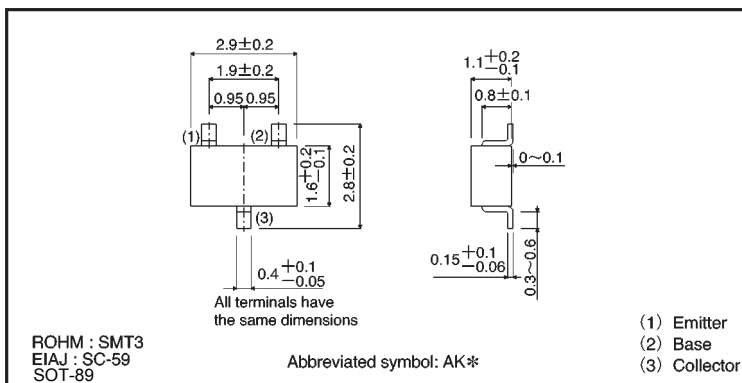 2.9±0.2
1.9±0.2
0.95 0.95
(1) (2)
(3)
1.6+0.2−0.1
2.8±0.2
0.4+0.1−0.05
All terminals have
the same dimensions
1.1+0.2−0.1
0.8±0.1
0~0.1
0.15+0.1−0.06
0.3~0.6
ROHM : SMT3
EIAJ : SC-59
SOT-89
Abbreviated symbol: AK*
(1) Emitter
(2) Base
(3) Collector